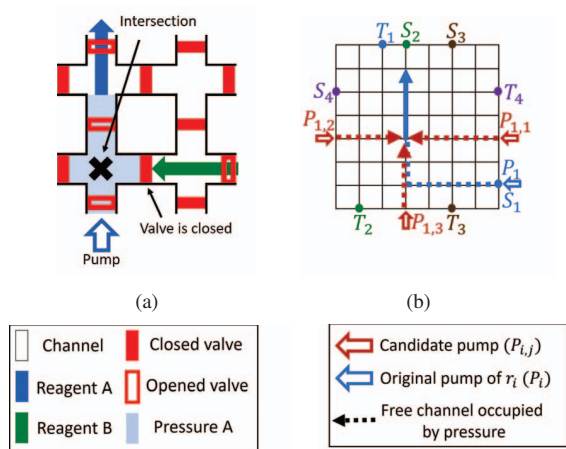 Intersection
Valve is closed
Pump
(a)
T₁ S₂ S₃
S₄ T₄
P₁,₂ P₁,₁
P₁
S₁
T₂ P₁,₃ T₃
(b)
Channel
Closed valve
Reagent A
Opened valve
Reagent B
Pressure A
Candidate pump (Pᵢ,ⱼ)
Original pump of rᵢ (Pᵢ)
Free channel occupied
by pressure